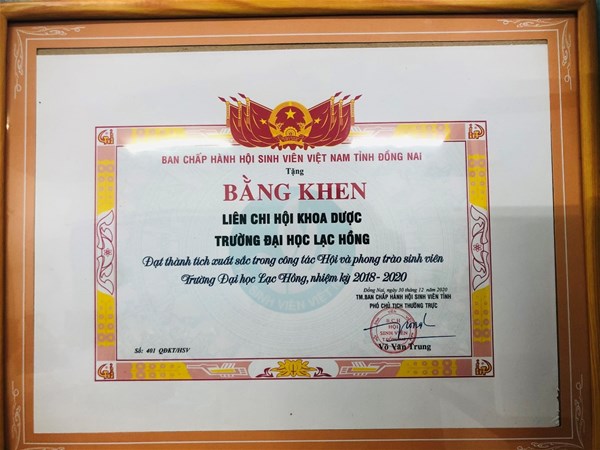 BAN CHẤP HÀNH HỘI SINH VIÊN VIỆT NAM TỈNH ĐỒNG NAI
Tặng
BẰNG KHEN
LIÊN CHI HỘI KHOA DƯỢC
TRƯỜNG ĐẠI HỌC LẠC HỒNG
Đạt thành tích xuất sắc trong công tác Hội và phong trào sinh viên
Trường Đại học Lạc Hồng, nhiệm kỳ 2018 - 2020
Đồng Nai, ngày 30 tháng 12 năm 2020
TM.BAN CHẤP HÀNH HỘI SINH VIÊN TỈNH
PHÓ CHỦ TỊCH THƯỜNG TRỰC
B.C.H
HỘI
SINH VIÊN
Võ Văn Trung
Số: 401 QĐKT/HSV